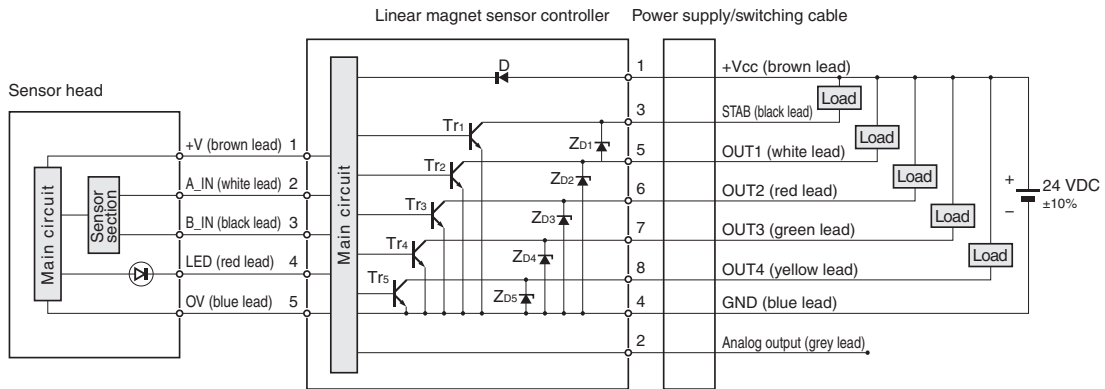 Linear magnet sensor controller
Power supply/switching cable
Sensor head
Main circuit
Sensor section
+V (brown lead) 1
A_IN (white lead) 2
B_IN (black lead) 3
LED (red lead) 4
OV (blue lead) 5
Main circuit
D
Tr1
Tr2
Tr3
Tr4
Tr5
ZD1
ZD2
ZD3
ZD4
ZD5
1 +Vcc (brown lead)
3 STAB (black lead)
5 OUT1 (white lead)
6 OUT2 (red lead)
7 OUT3 (green lead)
8 OUT4 (yellow lead)
4 GND (blue lead)
2 Analog output (grey lead)
Load
Load
Load
Load
Load
+
−
24 VDC
±10%